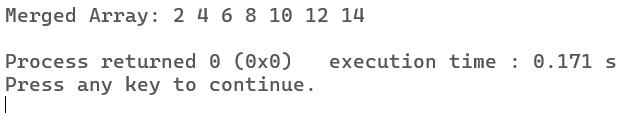 Merged Array: 2 4 6 8 10 12 14
Process returned 0 (0x0)   execution time : 0.171 s
Press any key to continue.